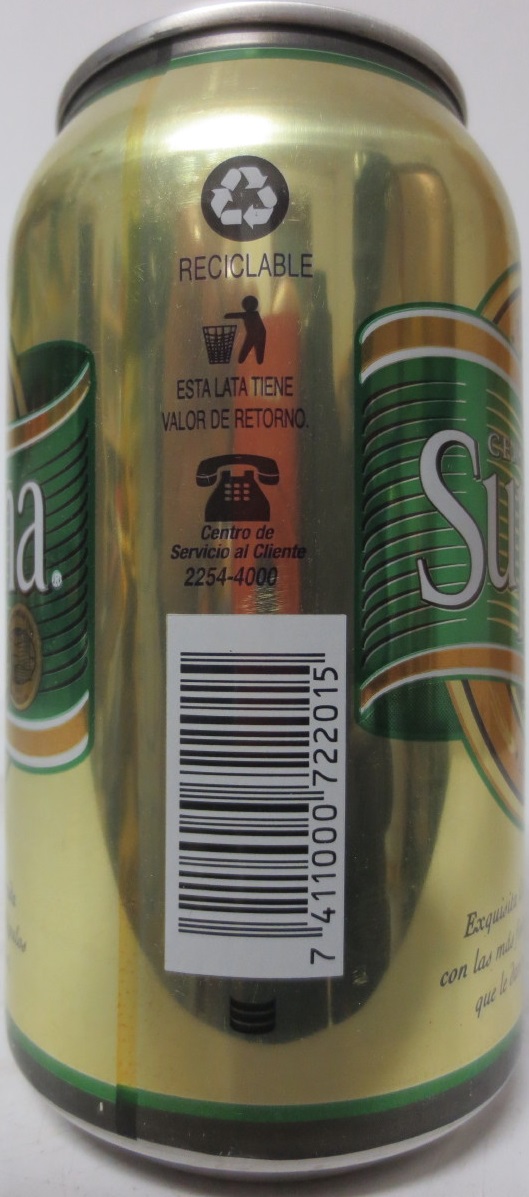 RECICLABLE
ESTA LATA TIENE
VALOR DE RETORNO.
Centro de
Servicio al Cliente
2254-4000
7 411000 722015
na®
Su
Exquisita
con las más
que le